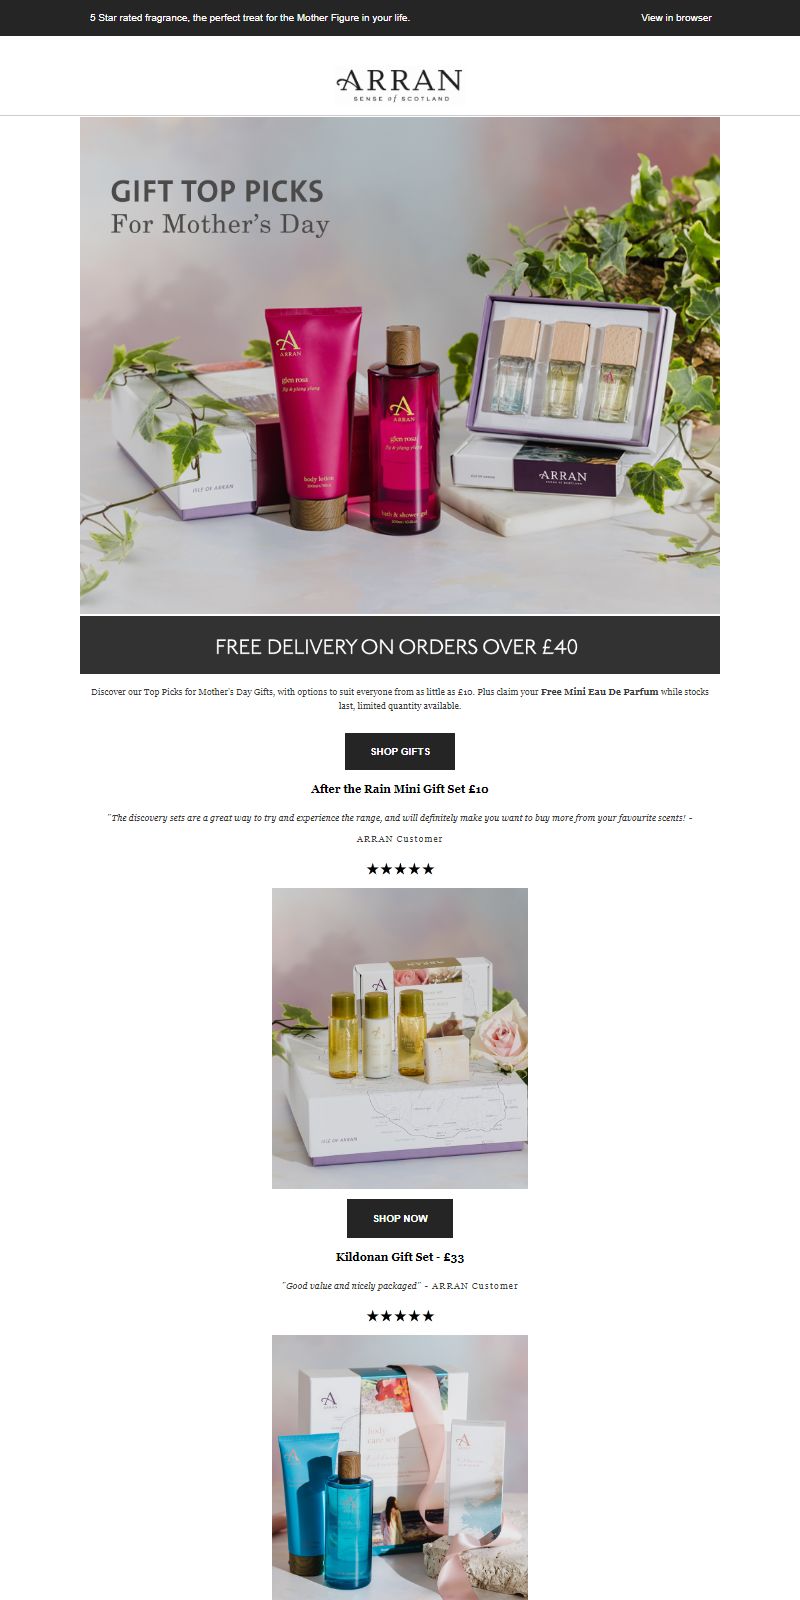 5 Star rated fragrance, the perfect treat for the Mother Figure in your life.
View in browser
ARRAN
SENSE of SCOTLAND
GIFT TOP PICKS
For Mother's Day
A
ARRAN
glen rosa
fig & ylang ylang
body lotion
A
ARRAN
glen rosa
fig & ylang ylang
bath & shower gel
ISLE OF ARRAN
ARRAN
SENSE of SCOTLAND
FREE DELIVERY ON ORDERS OVER £40
Discover our Top Picks for Mother's Day Gifts, with options to suit everyone from as little as £10. Plus claim your Free Mini Eau De Parfum while stocks
last, limited quantity available.
SHOP GIFTS
After the Rain Mini Gift Set £10
"The discovery sets are a great way to try and experience the range, and will definitely make you want to buy more from your favourite scents! -
ARRAN Customer
★★★★★
ARRAN
A
ISLE OF ARRAN
SHOP NOW
Kildonan Gift Set - £33
"Good value and nicely packaged" - ARRAN Customer
★★★★★
A
body
care set
A